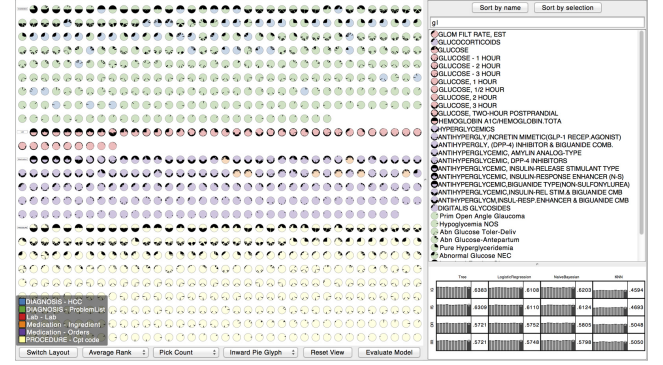 Sort by name Sort by selection
gl
GLOM FILT RATE, EST
GLUCOCORTICOIDS
GLUCOSE
GLUCOSE - 1 HOUR
GLUCOSE - 2 HOUR
GLUCOSE - 3 HOUR
GLUCOSE, 1 HOUR
GLUCOSE, 1/2 HOUR
GLUCOSE, 2 HOUR
GLUCOSE, 3 HOUR
GLUCOSE, TWO-HOUR POSTPRANDIAL
HEMOGLOBIN A1C/HEMOGLOBIN.TOTA
HYPERGLYCEMICS
ANTIHYPERGLY,INCRETIN MIMETIC(GLP-1 RECEP.AGONIST)
ANTIHYPERGLY, (DPP-4) INHIBITOR & BIGUANIDE COMB.
ANTIHYPERGLYCEMIC, AMYLIN ANALOG-TYPE
ANTIHYPERGLYCEMIC, DPP-4 INHIBITORS
ANTIHYPERGLYCEMIC, INSULIN-RELEASE STIMULANT TYPE
ANTIHYPERGLYCEMIC, INSULIN-RESPONSE ENHANCER (N-S)
ANTIHYPERGLYCEMIC,BIGUANIDE TYPE(NON-SULFONYLUREA)
ANTIHYPERGLYCEMIC,INSULIN-REL STIM & BIGUANIDE CMB
ANTIHYPERGLYCM,INSUL-RESP.ENHANCER & BIGUANIDE CMB
DIGITALIS GLYCOSIDES
Prim Open Angle Glaucoma
Hypoglycemia NOS
Abn Glucose Toler-Deliv
Abn Glucose-Antepartum
Pure Hyperglyceridemia
Abnormal Glucose NEC
Tree LogisticRegression NaiveBayesian KNN
.6383 .6108 .6203 .4594
.6309 .6110 .6124 .4693
.5721 .5752 .5805 .5048
.5721 .5748 .5798 .5050
DIAGNOSIS - HCC
DIAGNOSIS - ProblemList
Lab - Lab
Medication - Ingredient
Medication - Orders
PROCEDURE - Cpt code
Switch Layout Average Rank Pick Count Inward Pie Glyph Reset View Evaluate Model